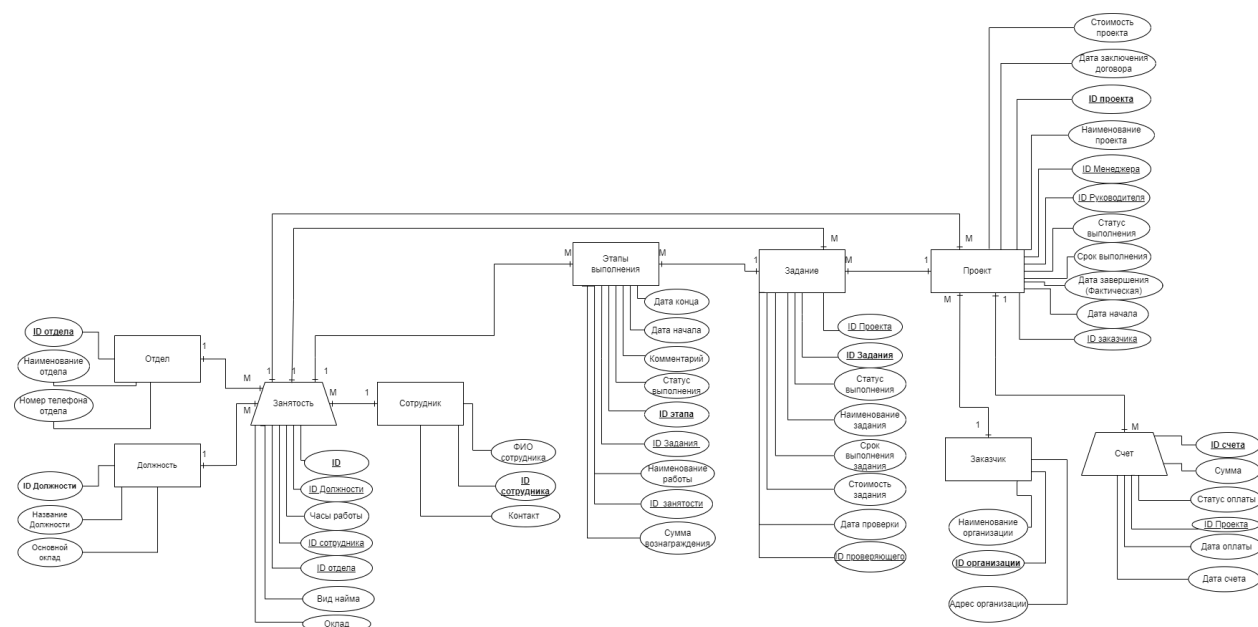 Стоимость
проекта
Дата заключения
договора
ID проекта
Наименование
проекта
ID Менеджера
ID Руководителя
Статус
выполнения
Срок выполнения
Дата завершения
(Фактическая)
Дата начала
ID заказчика
M
M
M
Этапы
выполнения
M
1
Задание
M
1
Проект
M
1
Дата конца
Дата начала
Комментарий
Статус
выполнения
ID этапа
ID Задания
Наименование
работы
ID занятости
Сумма
вознаграждения
ID Проекта
ID Задания
Статус
выполнения
Наименование
задания
Срок
выполнения
задания
Стоимость
задания
Дата проверки
ID проверяющего
ID отдела
Наименование
отдела
Номер телефона
отдела
Отдел
1
M
1
1
1
Занятость
M
M
1
Сотрудник
ФИО
сотрудника
ID
сотрудника
Контакт
ID Должности
Название
Должности
Основной
оклад
Должность
1
ID
ID Должности
Часы работы
ID сотрудника
ID отдела
Вид найма
Оклад
1
Заказчик
Наименование
организации
ID организации
Адрес организации
M
Счет
ID счета
Сумма
Статус оплаты
ID Проекта
Дата оплаты
Дата счета